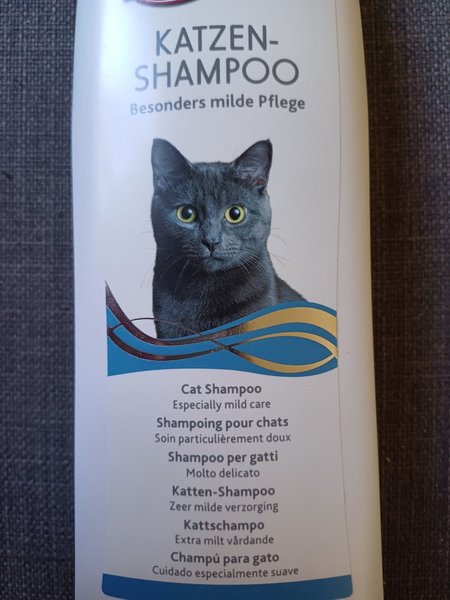 KATZEN-
SHAMPOO
Besonders milde Pflege
Cat Shampoo
Especially mild care
Shampoing pour chats
Soin particulièrement doux
Shampoo per gatti
Molto delicato
Katten-Shampoo
Zeer milde verzorging
Kattschampo
Extra milt vårdande
Champú para gato
Cuidado especialmente suave